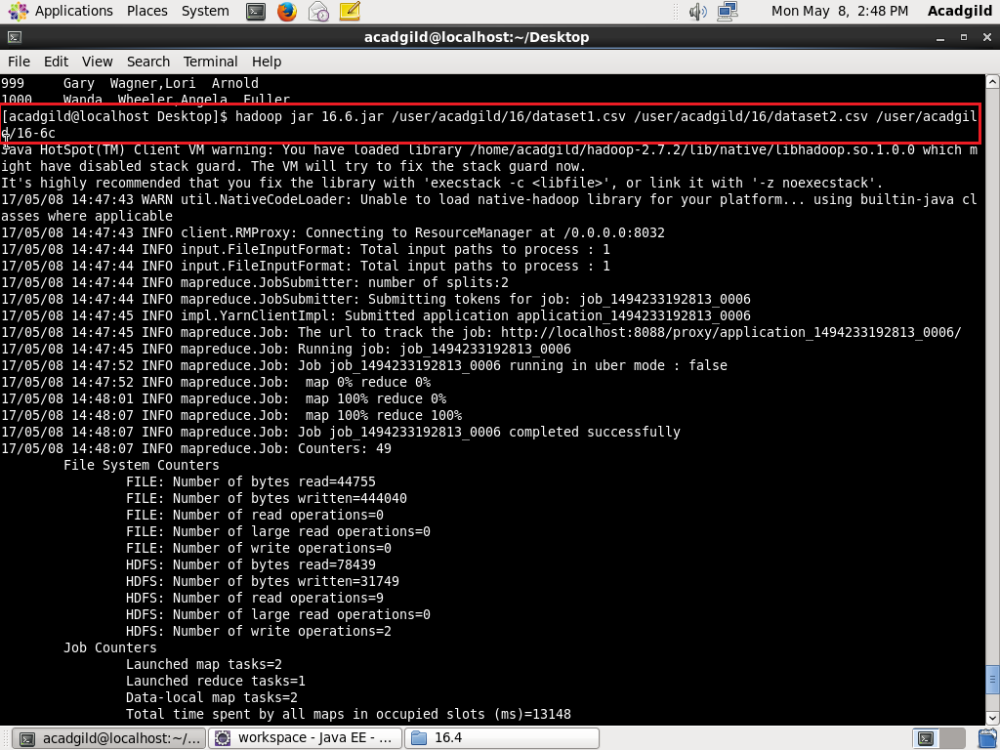 Applications Places System Mon May 8, 2:48 PM Acadgild
acadgild@localhost:~/Desktop
File Edit View Search Terminal Help
999 Gary Wagner,Lori Arnold
1000 Wanda Wheeler,Angela Fuller
[acadgild@localhost Desktop]$ hadoop jar 16.6.jar /user/acadgild/16/dataset1.csv /user/acadgild/16/dataset2.csv /user/acadgil
d/16-6c
Java HotSpot(TM) Client VM warning: You have loaded library /home/acadgild/hadoop-2.7.2/lib/native/libhadoop.so.1.0.0 which m
ight have disabled stack guard. The VM will try to fix the stack guard now.
It's highly recommended that you fix the library with 'execstack -c <libfile>', or link it with '-z noexecstack'.
17/05/08 14:47:43 WARN util.NativeCodeLoader: Unable to load native-hadoop library for your platform... using builtin-java cl
asses where applicable
17/05/08 14:47:43 INFO client.RMProxy: Connecting to ResourceManager at /0.0.0.0:8032
17/05/08 14:47:44 INFO input.FileInputFormat: Total input paths to process : 1
17/05/08 14:47:44 INFO input.FileInputFormat: Total input paths to process : 1
17/05/08 14:47:44 INFO mapreduce.JobSubmitter: number of splits:2
17/05/08 14:47:44 INFO mapreduce.JobSubmitter: Submitting tokens for job: job_1494233192813_0006
17/05/08 14:47:45 INFO impl.YarnClientImpl: Submitted application application_1494233192813_0006
17/05/08 14:47:45 INFO mapreduce.Job: The url to track the job: http://localhost:8088/proxy/application_1494233192813_0006/
17/05/08 14:47:45 INFO mapreduce.Job: Running job: job_1494233192813_0006
17/05/08 14:47:52 INFO mapreduce.Job: Job job_1494233192813_0006 running in uber mode : false
17/05/08 14:47:52 INFO mapreduce.Job:  map 0% reduce 0%
17/05/08 14:48:01 INFO mapreduce.Job:  map 100% reduce 0%
17/05/08 14:48:07 INFO mapreduce.Job:  map 100% reduce 100%
17/05/08 14:48:07 INFO mapreduce.Job: Job job_1494233192813_0006 completed successfully
17/05/08 14:48:07 INFO mapreduce.Job: Counters: 49
File System Counters
FILE: Number of bytes read=44755
FILE: Number of bytes written=444040
FILE: Number of read operations=0
FILE: Number of large read operations=0
FILE: Number of write operations=0
HDFS: Number of bytes read=78439
HDFS: Number of bytes written=31749
HDFS: Number of read operations=9
HDFS: Number of large read operations=0
HDFS: Number of write operations=2
Job Counters
Launched map tasks=2
Launched reduce tasks=1
Data-local map tasks=2
Total time spent by all maps in occupied slots (ms)=13148
acadgild@localhost:~/... workspace - Java EE - ... 16.4